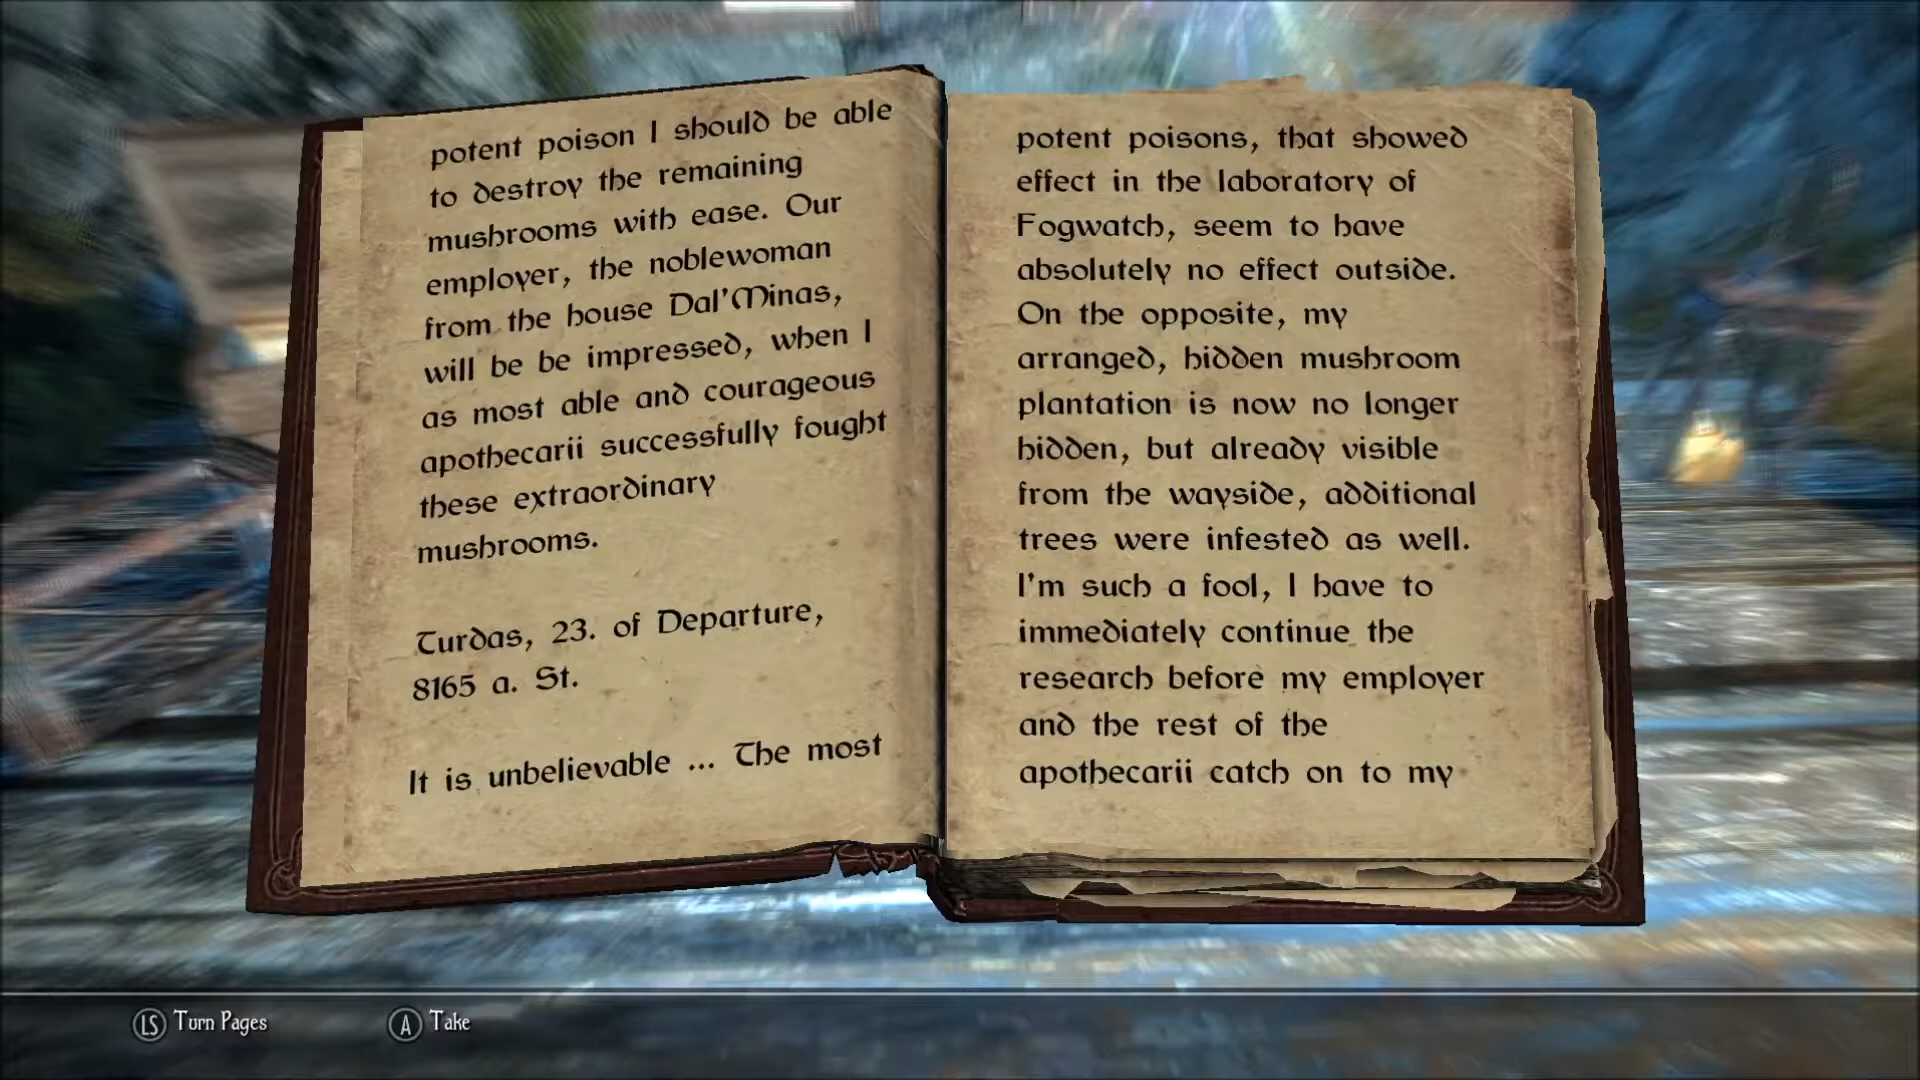 potent poison I should be able
to destroy the remaining
mushrooms with ease. Our
employer, the noblewoman
from the house Dal'Minas,
will be be impressed, when I
as most able and courageous
apothecarii successfully fought
these extraordinary
mushrooms.
Turdas, 23. of Departure,
8165 a. St.
It is unbelievable ... The most
potent poisons, that showed
effect in the laboratory of
Fogwatch, seem to have
absolutely no effect outside.
On the opposite, my
arranged, hidden mushroom
plantation is now no longer
hidden, but already visible
from the wayside, additional
trees were infested as well.
I'm such a fool, I have to
immediately continue the
research before my employer
and the rest of the
apothecarii catch on to my
LS Turn Pages
A Take